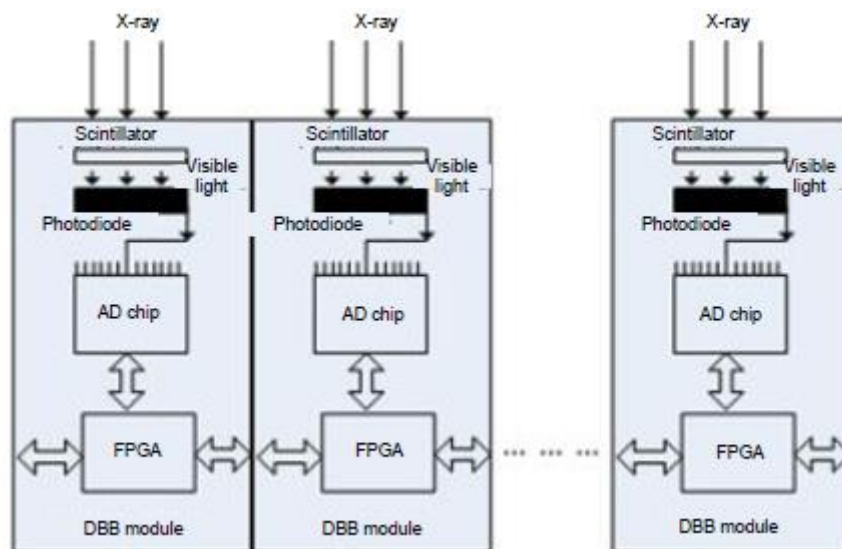 X-ray
X-ray
X-ray
Scintillator
Visible
light
Photodiode
AD chip
FPGA
DBB module
Scintillator
Visible
light
Photodiode
AD chip
FPGA
DBB module
... ... ...
Scintillator
Visible
light
Photodiode
AD chip
FPGA
DBB module